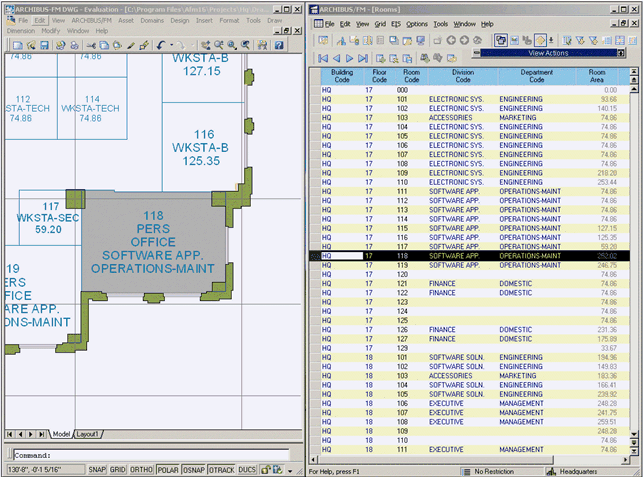 ARCHIBUS-FM DWG - Evaluation - [C:\Program Files\Afm16\Projects\Hq
File Edit View ARCHIBUS/FM Asset Domains Insert Format Tools Draw
Dimension Modify Window Help
74.86 74.86
WKSTA-B
127.15
112
KSTA-TECH
74.86
114
WKSTA-TECH
74.86
116
WKSTA-B
125.35
117
WKSTA-SEC
59.20
118
PERS
OFFICE
SOFTWARE APP.
OPERATIONS-MAINT
19
ERS
FICE
ARE APP.
ONS-MAINT
Model Layout1
Command:
130'-8", -0'-1 5/16" SNAP GRID ORTHO POLAR OSNAP OTRACK DUCS
ARCHIBUS/FM - [Rooms]
File Edit View Grid EIS Options Tools Window Help
View Actions
Building Code Floor Code Room Code Division Code Department Code Room Area
HQ 17 000 0.00
HQ 17 101 ELECTRONIC SYS. ENGINEERING 93.66
HQ 17 102 ELECTRONIC SYS. ENGINEERING 140.15
HQ 17 103 ACCESSORIES MARKETING 74.86
HQ 17 104 ELECTRONIC SYS. ENGINEERING 74.86
HQ 17 105 ELECTRONIC SYS. ENGINEERING 74.86
HQ 17 106 ELECTRONIC SYS. ENGINEERING 74.86
HQ 17 107 ELECTRONIC SYS. ENGINEERING 74.86
HQ 17 108 ELECTRONIC SYS. ENGINEERING 74.86
HQ 17 109 ELECTRONIC SYS. ENGINEERING 218.20
HQ 17 110 ELECTRONIC SYS. ENGINEERING 253.44
HQ 17 111 SOFTWARE APP. OPERATIONS-MAINT 74.86
HQ 17 112 SOFTWARE APP. OPERATIONS-MAINT 74.86
HQ 17 113 SOFTWARE APP. OPERATIONS-MAINT 74.86
HQ 17 114 SOFTWARE APP. OPERATIONS-MAINT 74.86
HQ 17 115 SOFTWARE APP. OPERATIONS-MAINT 127.15
HQ 17 116 SOFTWARE APP. OPERATIONS-MAINT 125.35
HQ 17 117 SOFTWARE APP. OPERATIONS-MAINT 59.20
HQ 17 118 SOFTWARE APP. OPERATIONS-MAINT 292.02
HQ 17 119 SOFTWARE APP. OPERATIONS-MAINT 246.75
HQ 17 120 74.86
HQ 17 121 FINANCE DOMESTIC 74.86
HQ 17 122 FINANCE DOMESTIC 74.86
HQ 17 123 74.86
HQ 17 124 74.86
HQ 17 125 74.86
HQ 17 126 FINANCE DOMESTIC 231.36
HQ 17 127 FINANCE DOMESTIC 175.89
HQ 17 129 33.67
HQ 18 101 SOFTWARE SOLN. ENGINEERING 194.96
HQ 18 102 SOFTWARE SOLN. ENGINEERING 149.83
HQ 18 103 ACCESSORIES MARKETING 183.36
HQ 18 104 SOFTWARE SOLN. ENGINEERING 166.41
HQ 18 105 SOFTWARE SOLN. ENGINEERING 239.92
HQ 18 106 EXECUTIVE MANAGEMENT 248.28
HQ 18 107 EXECUTIVE MANAGEMENT 241.75
HQ 18 108 EXECUTIVE MANAGEMENT 251.71
HQ 18 109 248.28
HQ 18 110 74.86
HQ 18 111 EXECUTIVE MANAGEMENT 74.86
For Help, press F1 No Restriction Headquarters